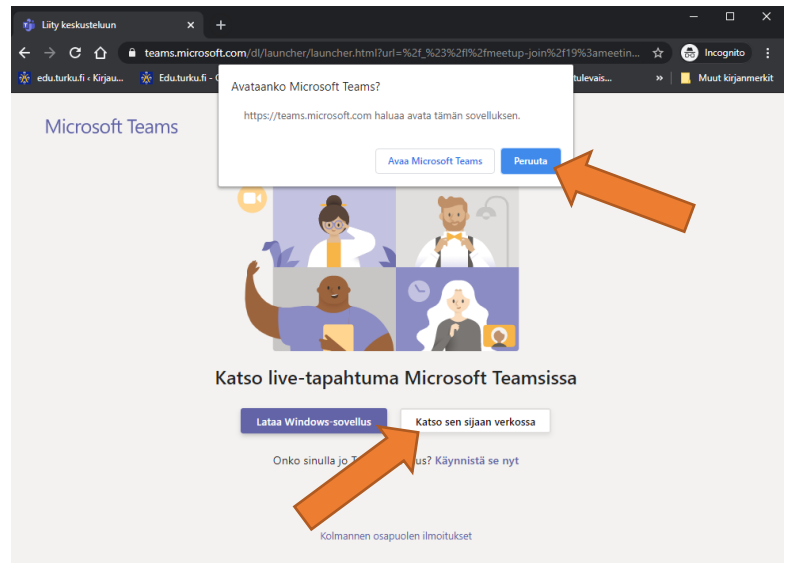 Liity keskusteluun
teams.microsoft.com/dl/launcher/launcher.html?url=%2f_%23%2fl%2fmeetup-join%2f19%3ameetin...
Incognito
edu.turku.fi ‹ Kirjau...
Edu.turku.fi -
tulevais...
»
Muut kirjanmerkit
Avataanko Microsoft Teams?
https://teams.microsoft.com haluaa avata tämän sovelluksen.
Avaa Microsoft Teams
Peruuta
Microsoft Teams
Katso live-tapahtuma Microsoft Teamsissa
Lataa Windows-sovellus
Katso sen sijaan verkossa
Onko sinulla jo us? Käynnistä se nyt
Kolmannen osapuolen ilmoitukset